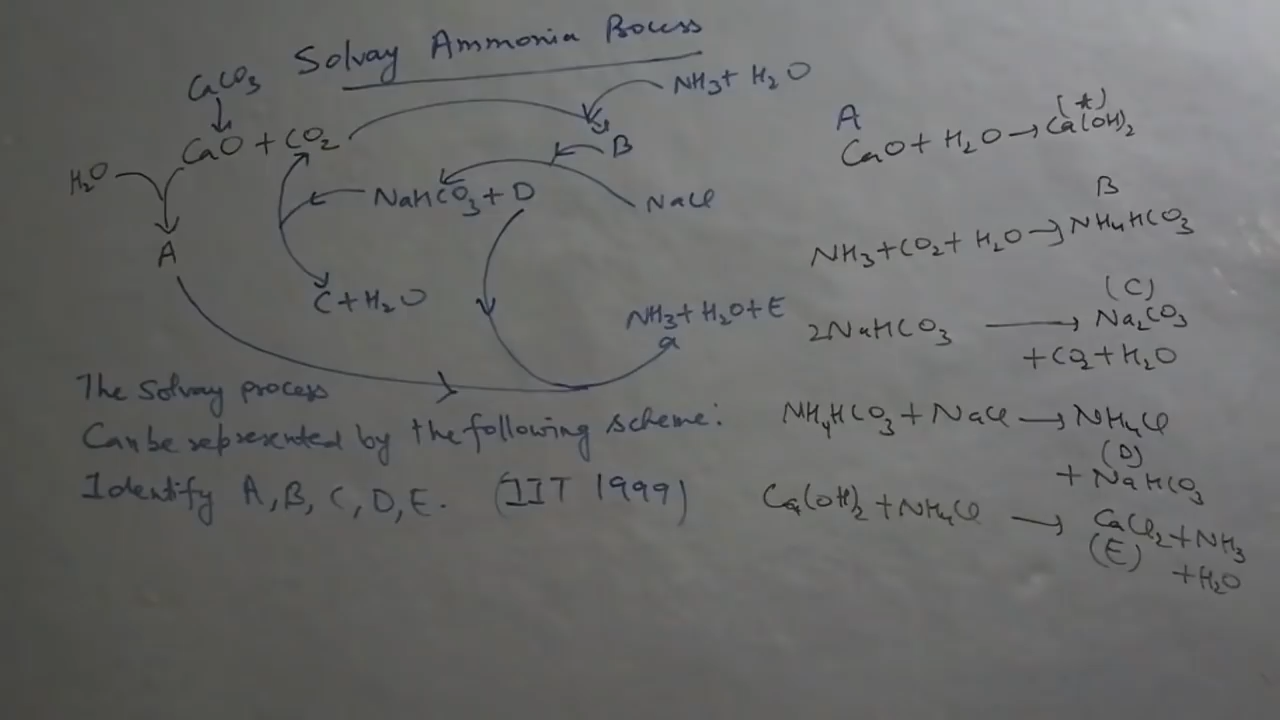 Solvay Ammonia Pocess
CaCO3
NH3 + H2O
CaO + CO2
H2O
B
NaHCO3 + D
NaCl
A
C + H2O
NH3 + H2O + E
a
The Solvay process
Can be represented by the following scheme:
Identify A, B, C, D, E. (IIT 1999)
A
(A)
CaO + H2O → Ca(OH)2
B
NH3 + CO2 + H2O → NH4HCO3
(C)
2NaHCO3 → Na2CO3
+ CO2 + H2O
NH4HCO3 + NaCl → NH4Cl
(D)
+ NaHCO3
Ca(OH)2 + NH4Cl → CaCl2 + NH3
(E) + H2O